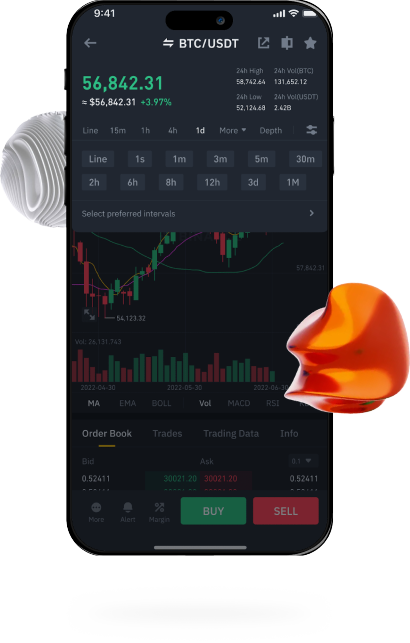 9:41
BTC/USDT
56,842.31
≈ $56,842.31 +3.97%
24h High 24h Vol(BTC)
58,742.64 131,652.12
24h Low 24h Vol(USDT)
52,124.68 2.42B
Line 15m 1h 4h 1d More Depth
Line 1s 1m 3m 5m 30m
2h 6h 8h 12h 3d 1M
Select preferred intervals
57,842.31
54,123.32
Vol: 26,131.743
2022-04-30 2022-05-30 2022-06-30
MA EMA BOLL Vol MACD RSI
Order Book Trades Trading Data Info
Bid Ask 0.1
0.52411 30021.20 30021.20 0.52411
More Alert Margin BUY SELL